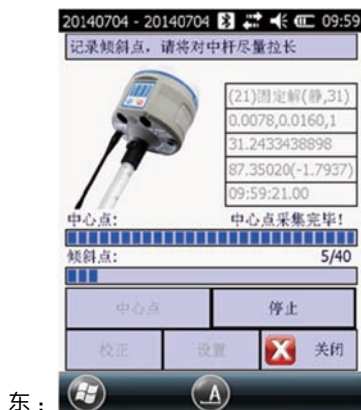 20140704 - 20140704 09:59
记录倾斜点，请将对中杆尽量拉长
(21)固定解(静,31)
0.0078,0.0160,1
31.2433438898
87.35020(-1.7937)
09:59:21.00
中心点: 中心点采集完毕!
倾斜点: 5/40
中心点 停止
校正 设置 关闭
A
东：